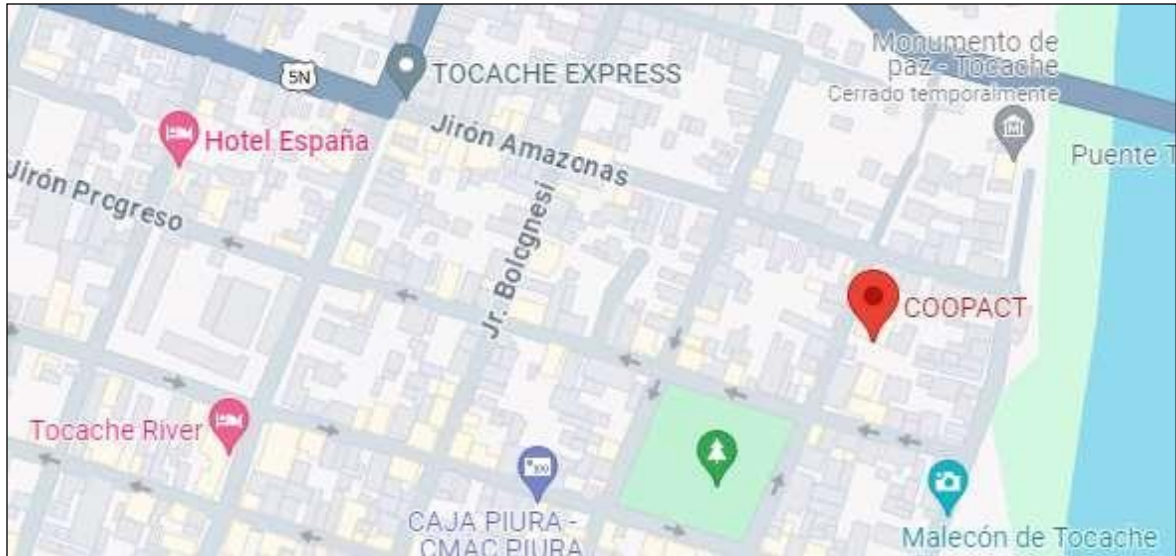 Monumento de
paz - Tocache
Cerrado temporalmente
5N
TOCACHE EXPRESS
Jirón Amazonas
Hotel España
Puente T
Jirón Progreso
Jr. Bolognesi
COOPACT
Tocache River
CAJA PIURA -
CMAC PIURA
Malecón de Tocache